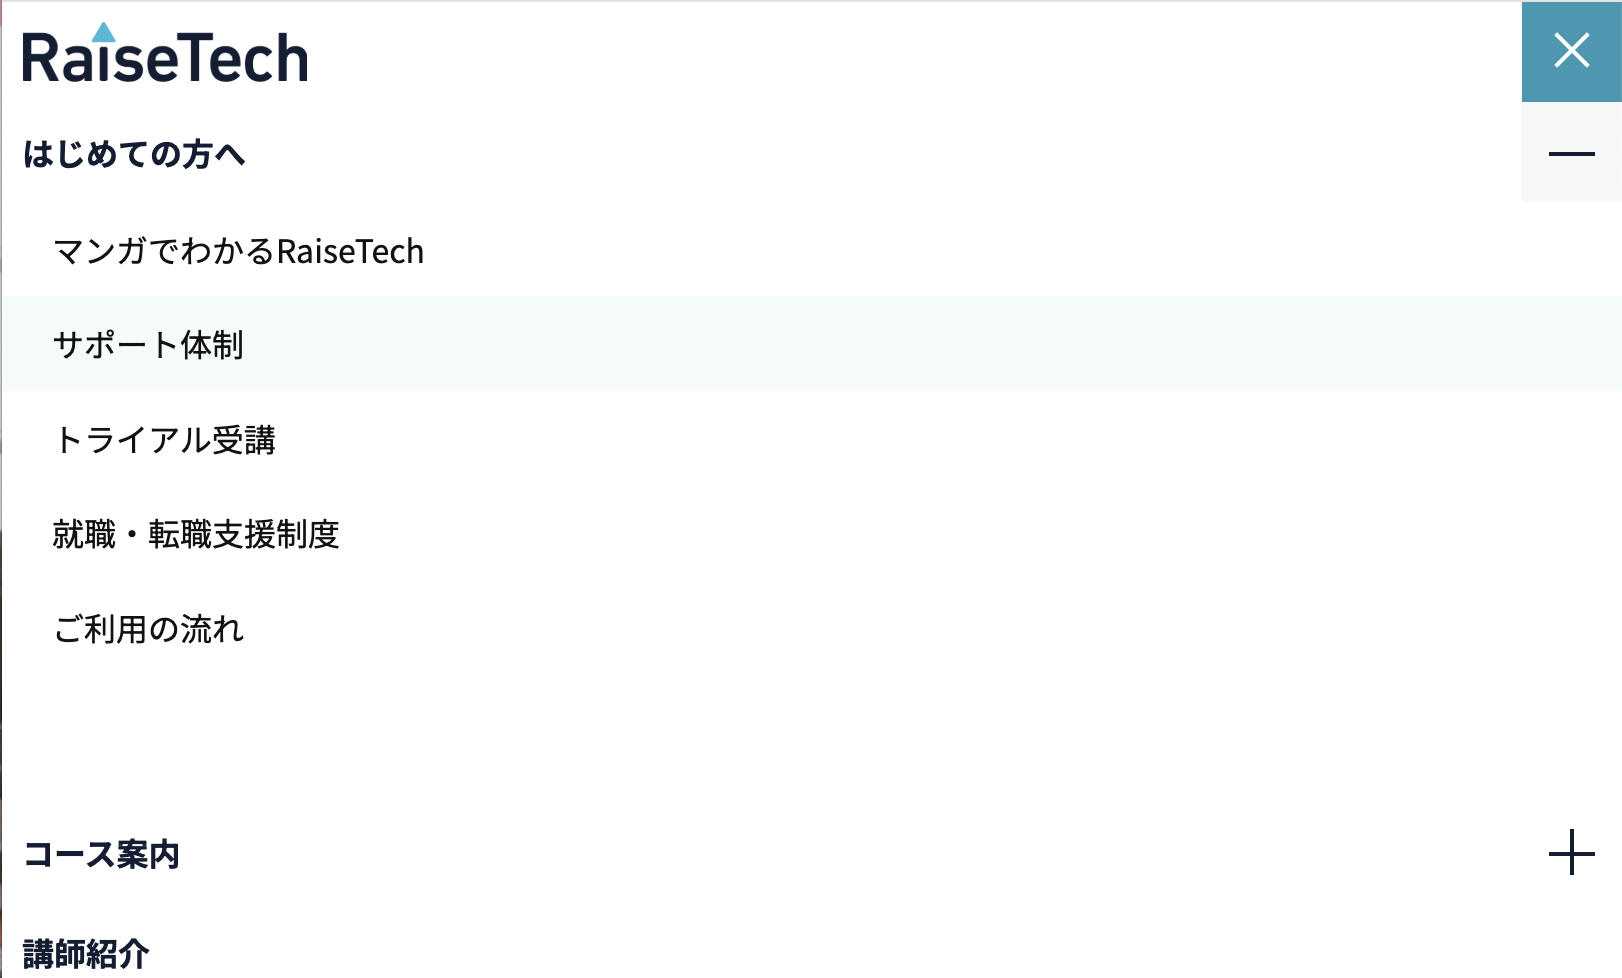 RaiseTech
はじめての方へ
マンガでわかるRaiseTech
サポート体制
トライアル受講
就職・転職支援制度
ご利用の流れ
コース案内
講師紹介